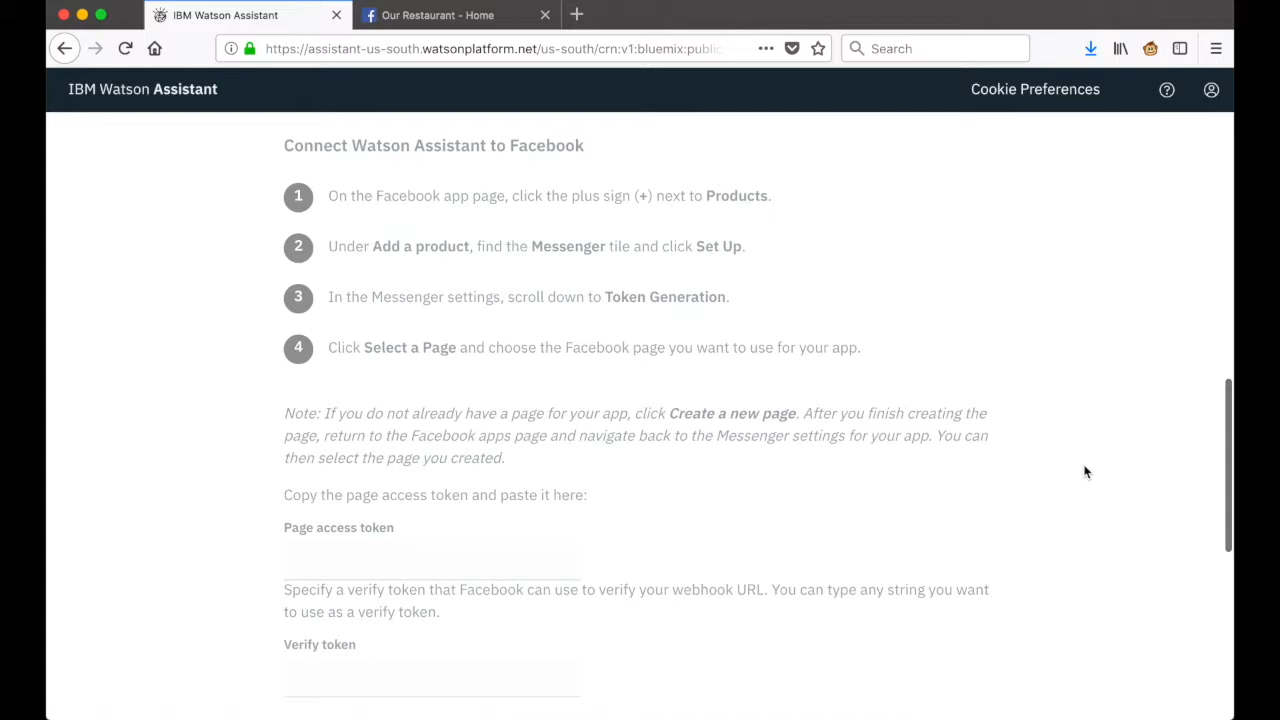 IBM Watson Assistant
Our Restaurant - Home
https://assistant-us-south.watsonplatform.net/us-south/crn:v1:bluemix:public
Search
IBM Watson Assistant
Cookie Preferences
Connect Watson Assistant to Facebook
1 On the Facebook app page, click the plus sign (+) next to Products.
2 Under Add a product, find the Messenger tile and click Set Up.
3 In the Messenger settings, scroll down to Token Generation.
4 Click Select a Page and choose the Facebook page you want to use for your app.
Note: If you do not already have a page for your app, click Create a new page. After you finish creating the
page, return to the Facebook apps page and navigate back to the Messenger settings for your app. You can
then select the page you created.
Copy the page access token and paste it here:
Page access token
Specify a verify token that Facebook can use to verify your webhook URL. You can type any string you want
to use as a verify token.
Verify token